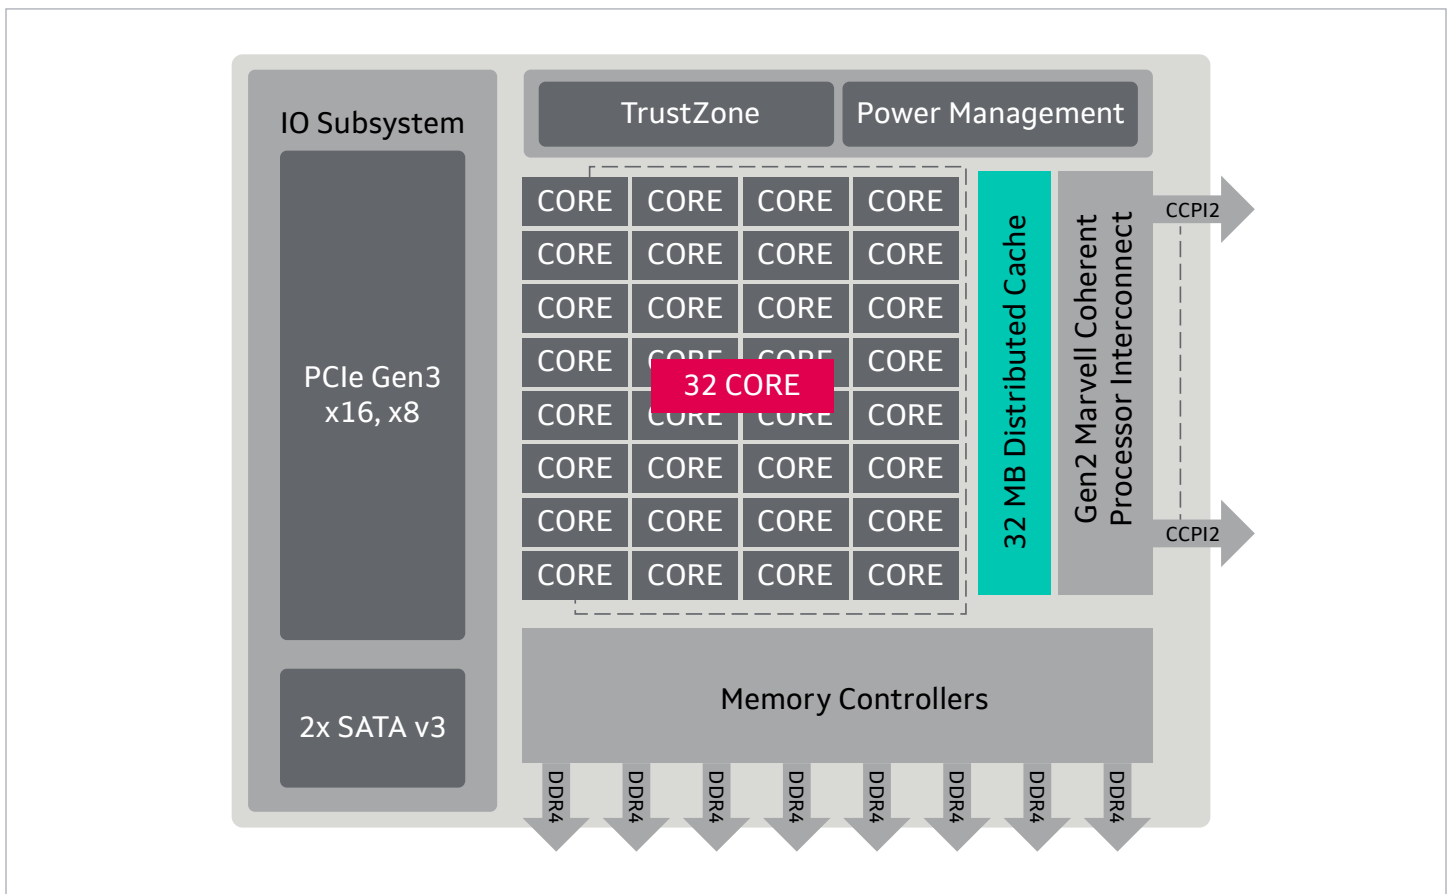 IO Subsystem
PCIe Gen3
x16, x8
2x SATA v3
TrustZone
Power Management
CORE CORE CORE CORE
CORE CORE CORE CORE
CORE CORE CORE CORE
CORE CORE CORE CORE
32 CORE
CORE CORE CORE CORE
CORE CORE CORE CORE
CORE CORE CORE CORE
CORE CORE CORE CORE
32 MB Distributed Cache
Gen2 Marvell Coherent
Processor Interconnect
CCPI2
CCPI2
Memory Controllers
DDR4 DDR4 DDR4 DDR4 DDR4 DDR4 DDR4 DDR4